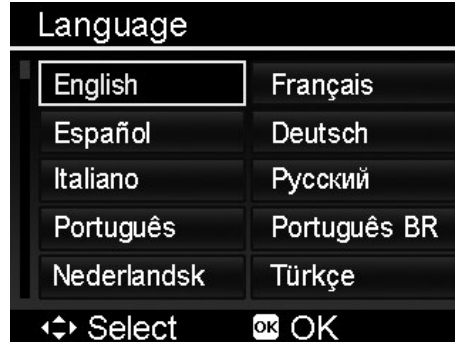 Language
English Français
Español Deutsch
Italiano Русский
Português Português BR
Nederlandsk Türkçe
Select OK OK